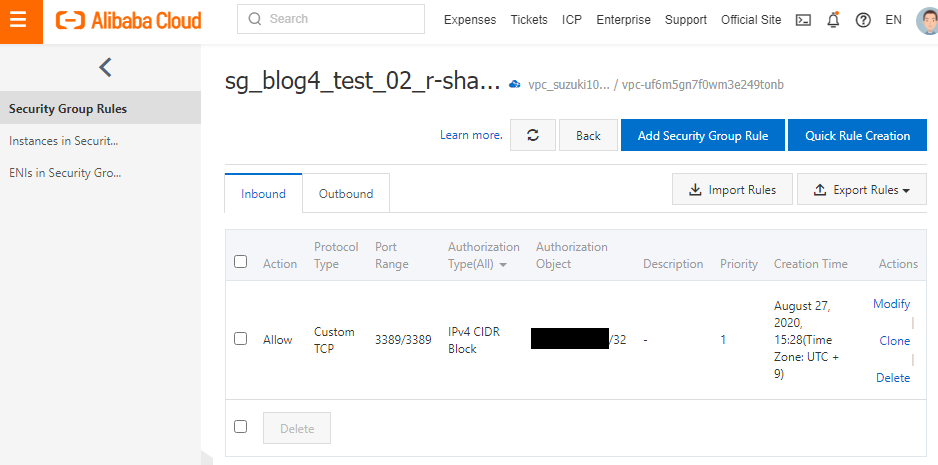 Alibaba Cloud
Search
Expenses Tickets ICP Enterprise Support Official Site EN
Security Group Rules
Instances in Securit...
ENIs in Security Gro...
sg_blog4_test_02_r-sha... vpc_suzuki10... / vpc-uf6m5gn7f0wm3e249tonb
Learn more. Back Add Security Group Rule Quick Rule Creation
Inbound Outbound Import Rules Export Rules
Action Protocol Type Port Range Authorization Type(All) Authorization Object Description Priority Creation Time Actions
Allow Custom TCP 3389/3389 IPv4 CIDR Block /32 - 1 August 27, 2020, 15:28(Time Zone: UTC + 9) Modify | Clone | Delete
Delete